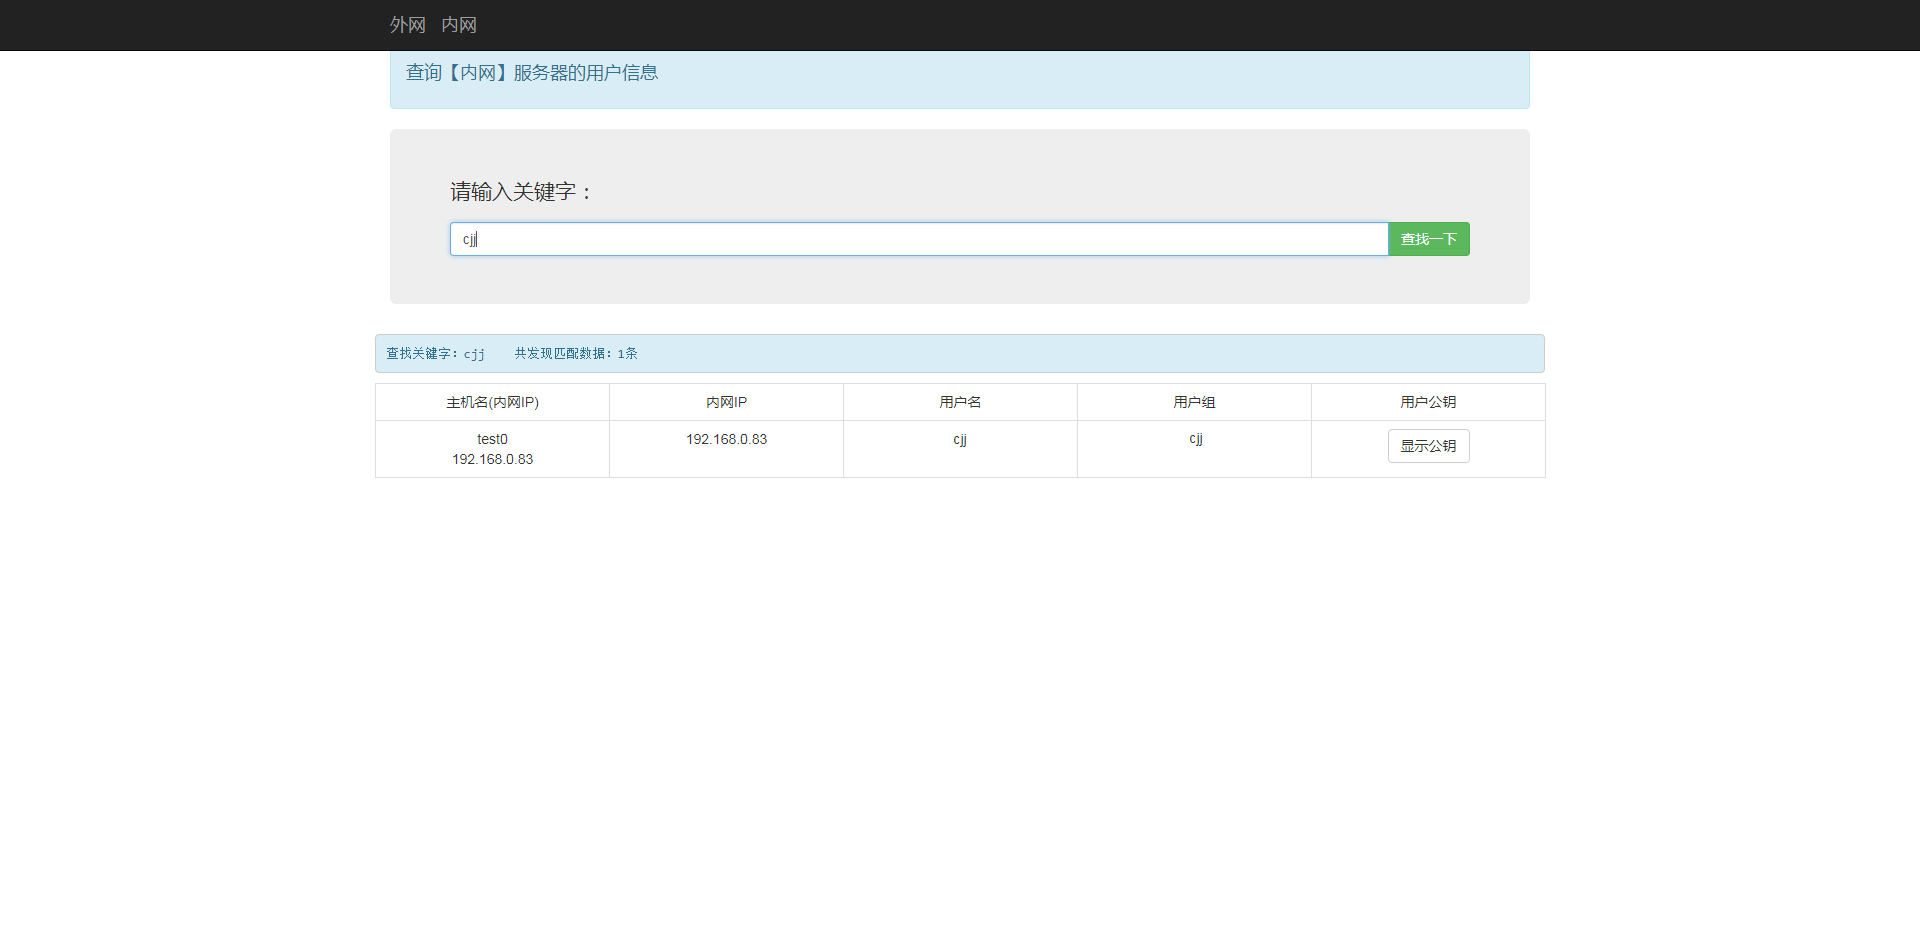 外网 内网
查询【内网】服务器的用户信息
请输入关键字：
cjj 查找一下
查找关键字：cjj 共发现匹配数据：1条
主机名(内网IP) 内网IP 用户名 用户组 用户公钥
test0 192.168.0.83 cjj cjj 显示公钥
192.168.0.83